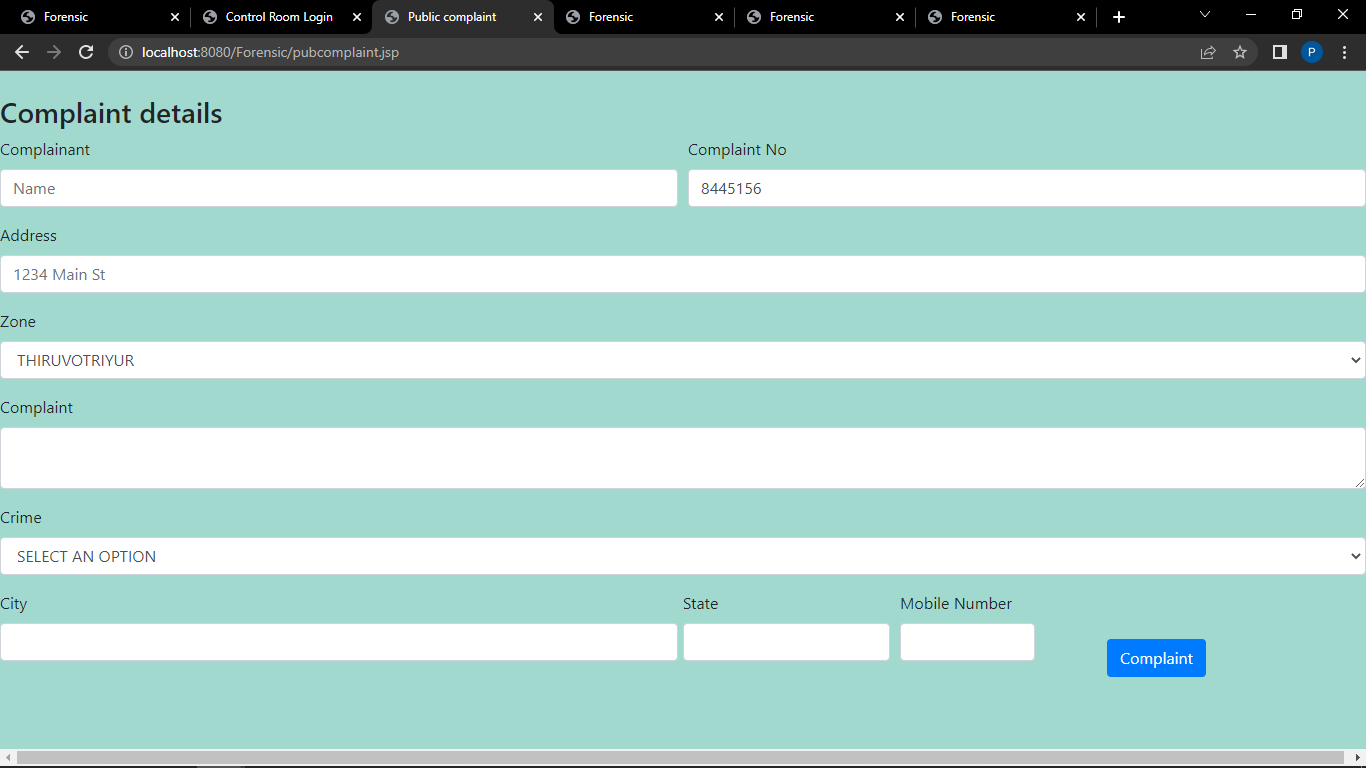 Forensic Control Room Login Public complaint Forensic Forensic Forensic
localhost:8080/Forensic/pubcomplaint.jsp P
Complaint details
Complainant Complaint No
Name 8445156
Address
1234 Main St
Zone
THIRUVOTRIYUR
Complaint
Crime
SELECT AN OPTION
City State Mobile Number
Complaint